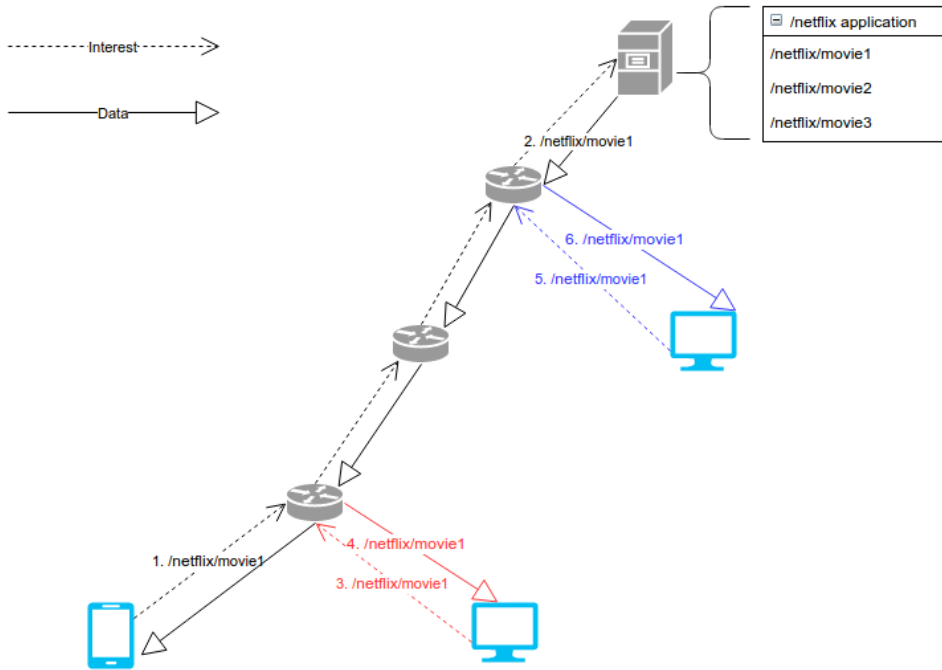 Interest
Data
/netflix application
/netflix/movie1
/netflix/movie2
/netflix/movie3
2. /netflix/movie1
6. /netflix/movie1
5. /netflix/movie1
4. /netflix/movie1
1. /netflix/movie1
3. /netflix/movie1